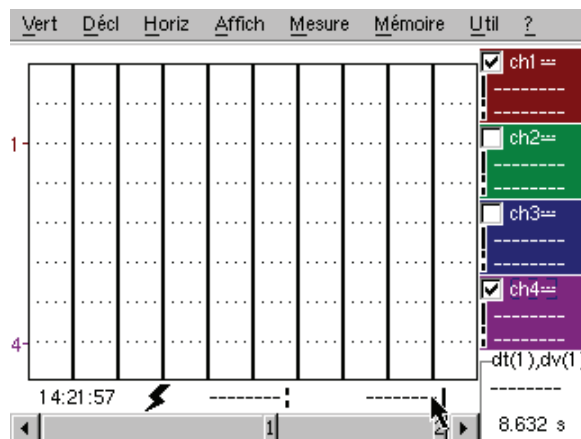 Vert Décl Horiz Affich Mesure Mémoire Util ?
ch1
1
ch2
ch3
ch4
4
dt(1),dv(1
14:21:57
1 2
8.632 s